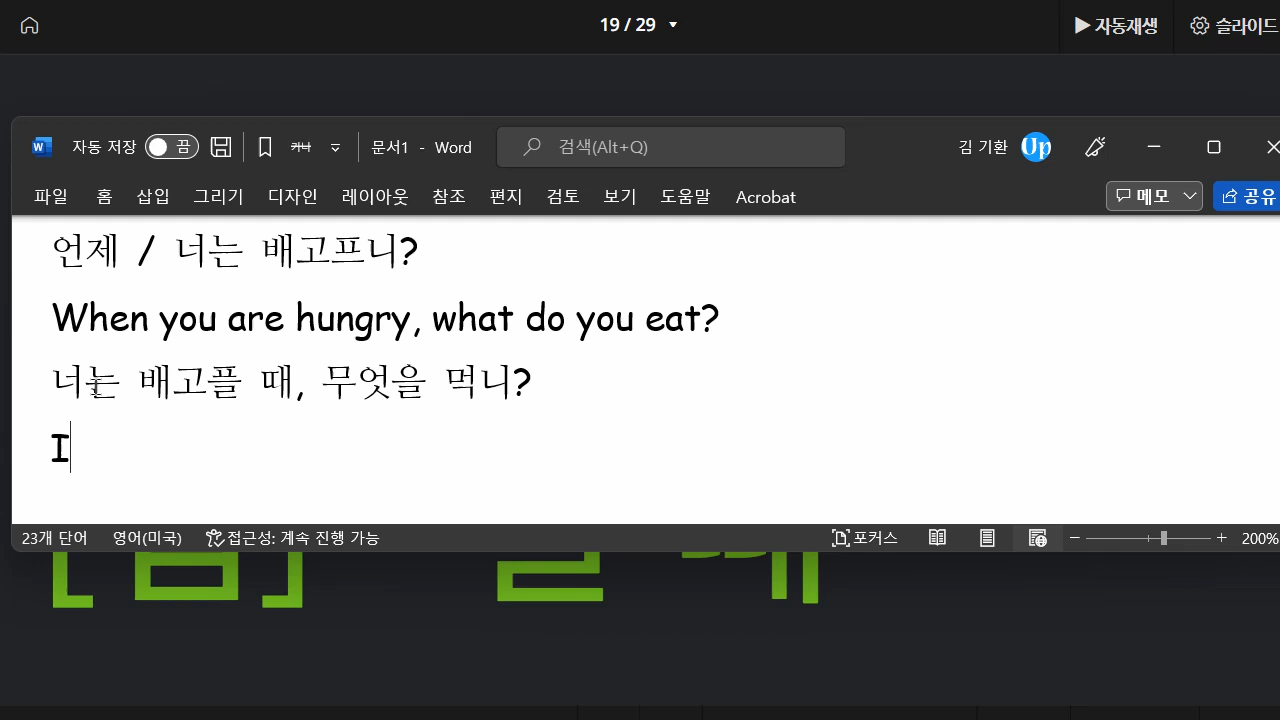 19 / 29
▶ 자동재생
슬라이드
자동 저장
끔
가나
문서1 - Word
검색(Alt+Q)
김 기환
Up
파일 홈 삽입 그리기 디자인 레이아웃 참조 편지 검토 보기 도움말 Acrobat
메모
공유
언제 / 너는 배고프니?
When you are hungry, what do you eat?
너는 배고플 때, 무엇을 먹니?
I
23개 단어
영어(미국)
접근성: 계속 진행 가능
포커스
200%